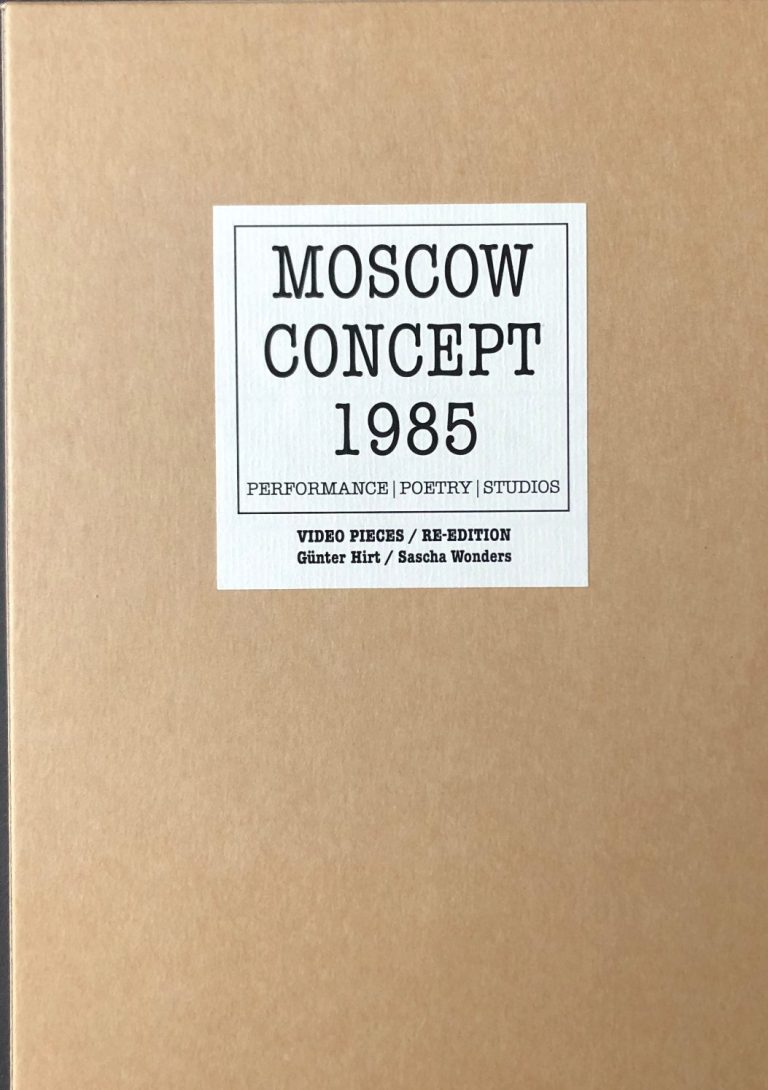 MOSCOW
CONCEPT
1985
PERFORMANCE|POETRY|STUDIOS
VIDEO PIECES / RE-EDITION
Günter Hirt / Sascha Wonders